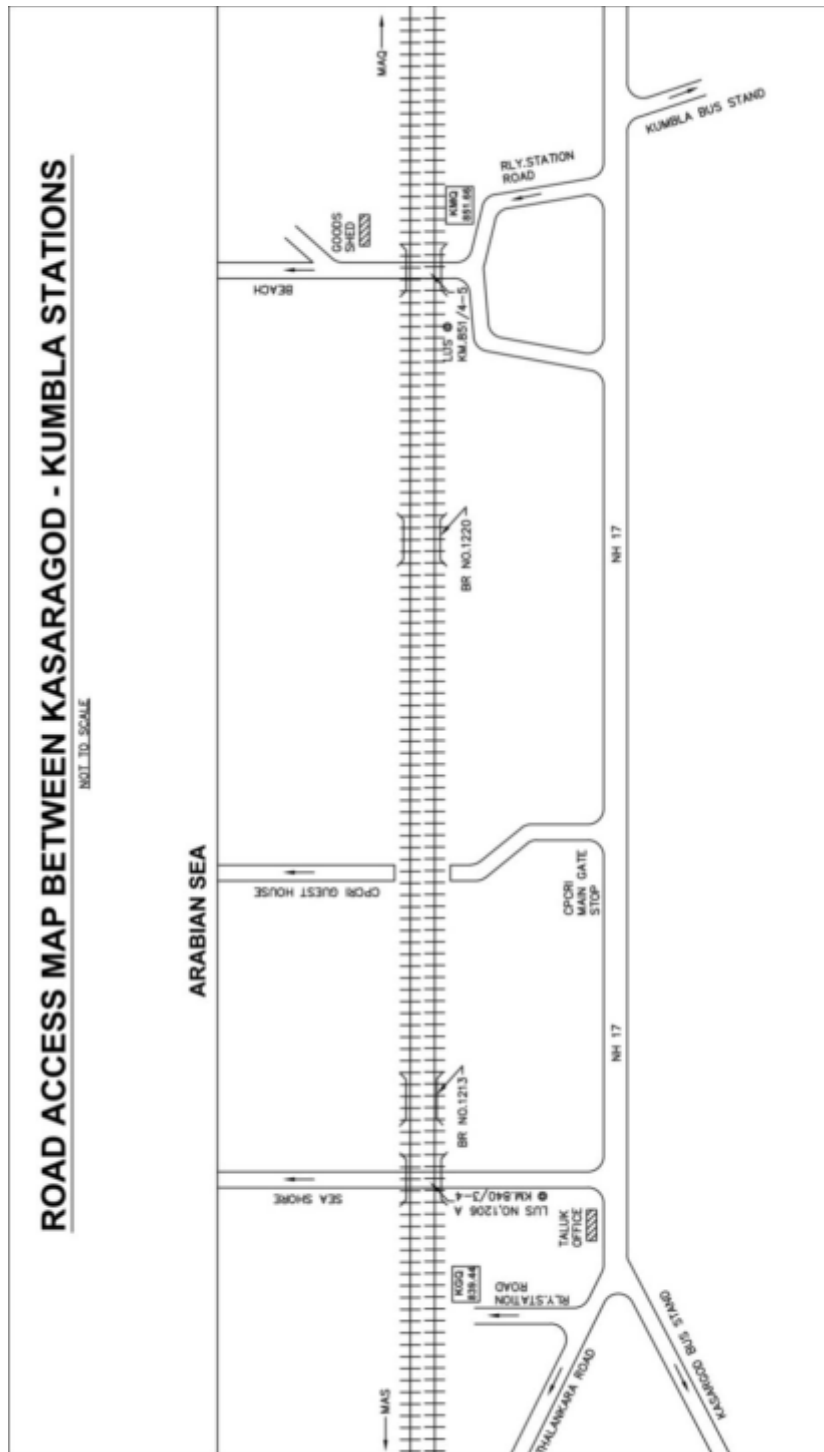 ROAD ACCESS MAP BETWEEN KASARAGOD - KUMBLA STATIONS
NOT TO SCALE
ARABIAN SEA
MAQ
KUMBLA BUS STAND
RLY.STATION
ROAD
KMQ
851.66
GOODS
SHED
BEACH
LUS @
KM.851/4-5
BR NO.1220
NH 17
CPCRI GUEST HOUSE
CPCRI
MAIN GATE
STOP
NH 17
BR NO.1213
SEA SHORE
LUS NO.1206 A
@ KM.840/3-4
TALUK
OFFICE
KGQ
839.44
RLY.STATION
ROAD
MAS
THALANKARA ROAD
KASARGOD BUS STAND